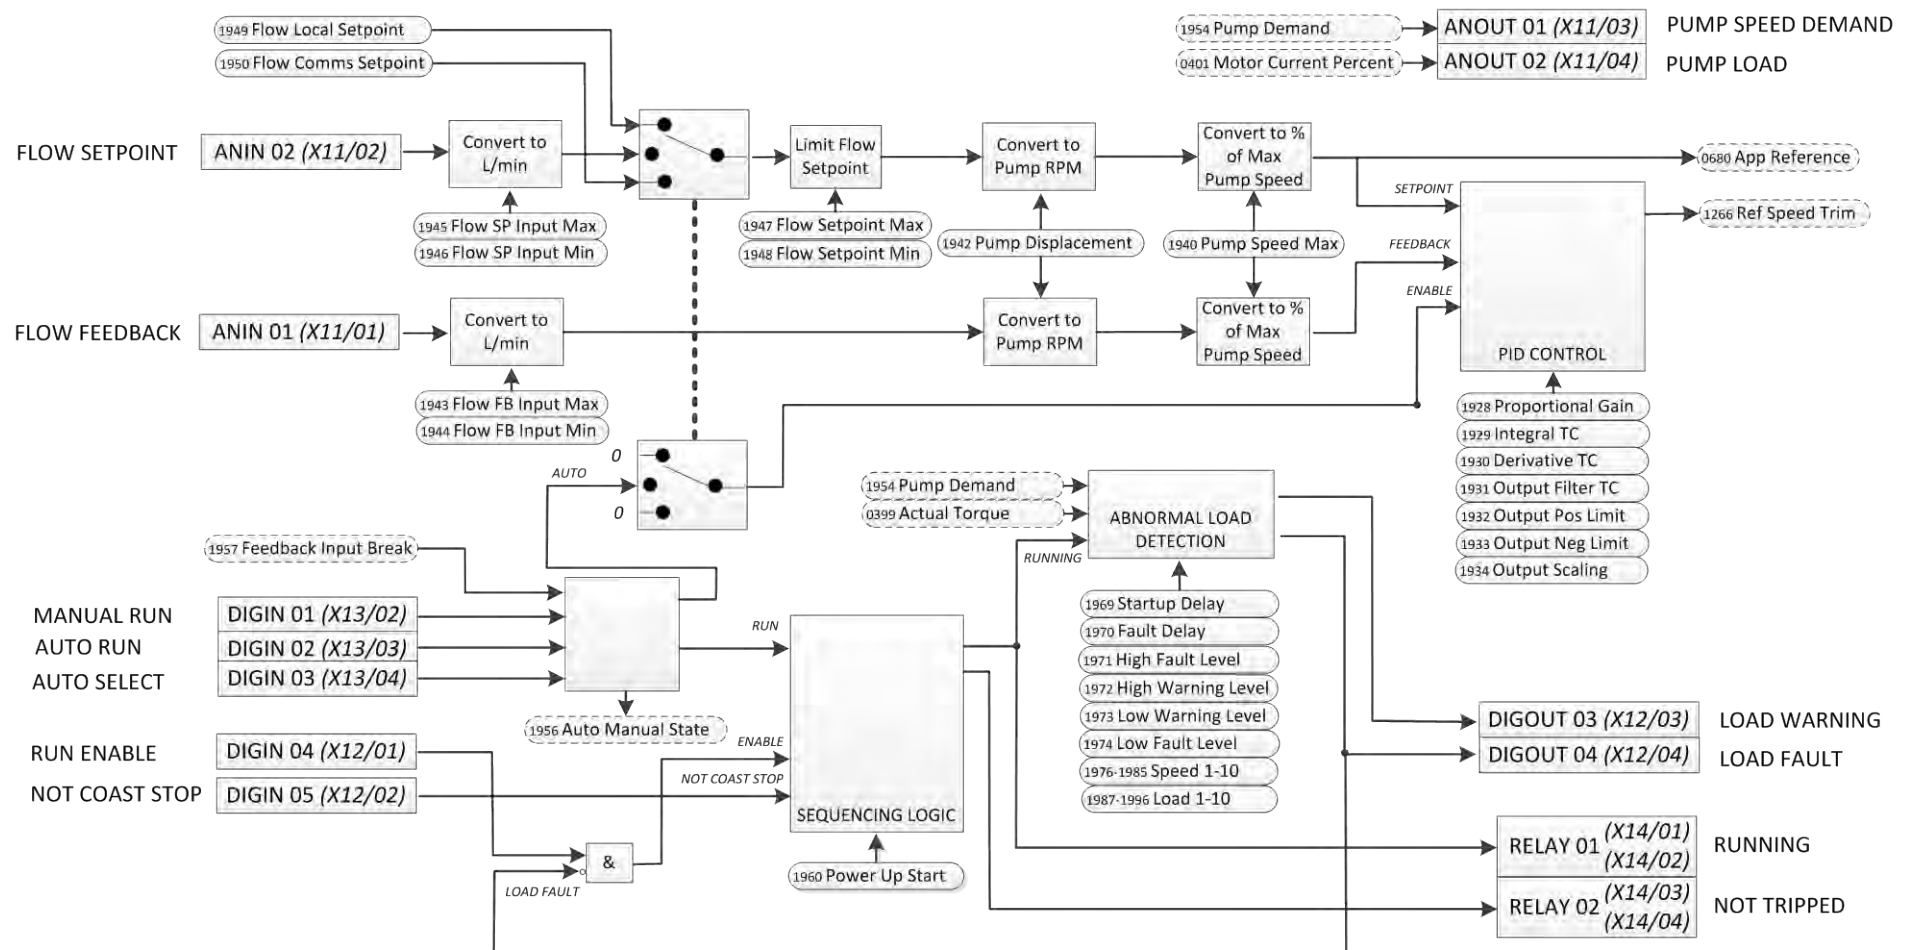 1949 Flow Local Setpoint
1950 Flow Comms Setpoint
1954 Pump Demand
ANOUT 01 (X11/03)
PUMP SPEED DEMAND
0401 Motor Current Percent
ANOUT 02 (X11/04)
PUMP LOAD
FLOW SETPOINT
ANIN 02 (X11/02)
Convert to
L/min
Limit Flow
Setpoint
Convert to
Pump RPM
Convert to %
of Max
Pump Speed
0680 App Reference
SETPOINT
1266 Ref Speed Trim
1945 Flow SP Input Max
1946 Flow SP Input Min
1947 Flow Setpoint Max
1948 Flow Setpoint Min
1942 Pump Displacement
1940 Pump Speed Max
FEEDBACK
ENABLE
PID CONTROL
FLOW FEEDBACK
ANIN 01 (X11/01)
Convert to
L/min
Convert to
Pump RPM
Convert to %
of Max
Pump Speed
1943 Flow FB Input Max
1944 Flow FB Input Min
1928 Proportional Gain
1929 Integral TC
1930 Derivative TC
1931 Output Filter TC
1932 Output Pos Limit
1933 Output Neg Limit
1934 Output Scaling
0
AUTO
0
1954 Pump Demand
0399 Actual Torque
RUNNING
ABNORMAL LOAD
DETECTION
1957 Feedback Input Break
MANUAL RUN
DIGIN 01 (X13/02)
AUTO RUN
DIGIN 02 (X13/03)
AUTO SELECT
DIGIN 03 (X13/04)
1956 Auto Manual State
RUN
1969 Startup Delay
1970 Fault Delay
1971 High Fault Level
1972 High Warning Level
1973 Low Warning Level
1974 Low Fault Level
1976-1985 Speed 1-10
1987-1996 Load 1-10
RUN ENABLE
DIGIN 04 (X12/01)
NOT COAST STOP
DIGIN 05 (X12/02)
ENABLE
NOT COAST STOP
SEQUENCING LOGIC
1960 Power Up Start
&
LOAD FAULT
DIGOUT 03 (X12/03)
LOAD WARNING
DIGOUT 04 (X12/04)
LOAD FAULT
RELAY 01 (X14/01)
(X14/02)
RUNNING
RELAY 02 (X14/03)
(X14/04)
NOT TRIPPED